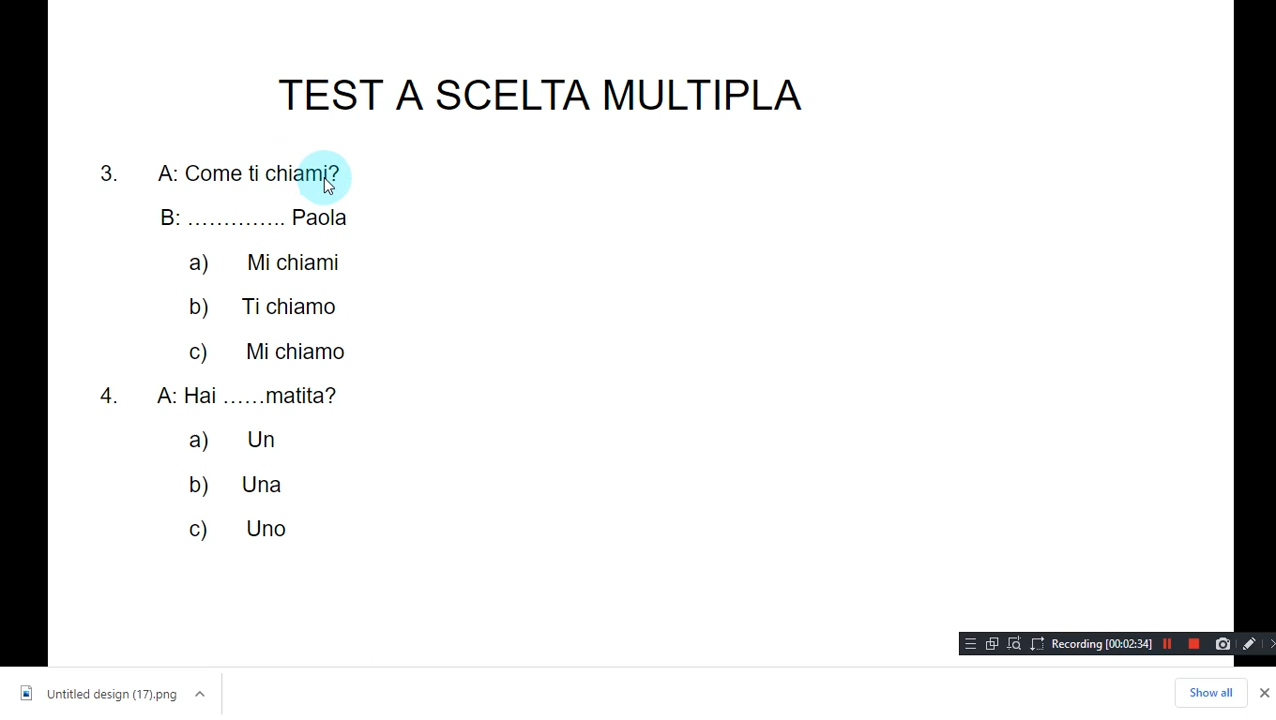 TEST A SCELTA MULTIPLA
3. A: Come ti chiami?
B: ………….. Paola
a) Mi chiami
b) Ti chiamo
c) Mi chiamo
4. A: Hai ……matita?
a) Un
b) Una
c) Uno
Recording [00:02:34]
Untitled design (17).png
Show all